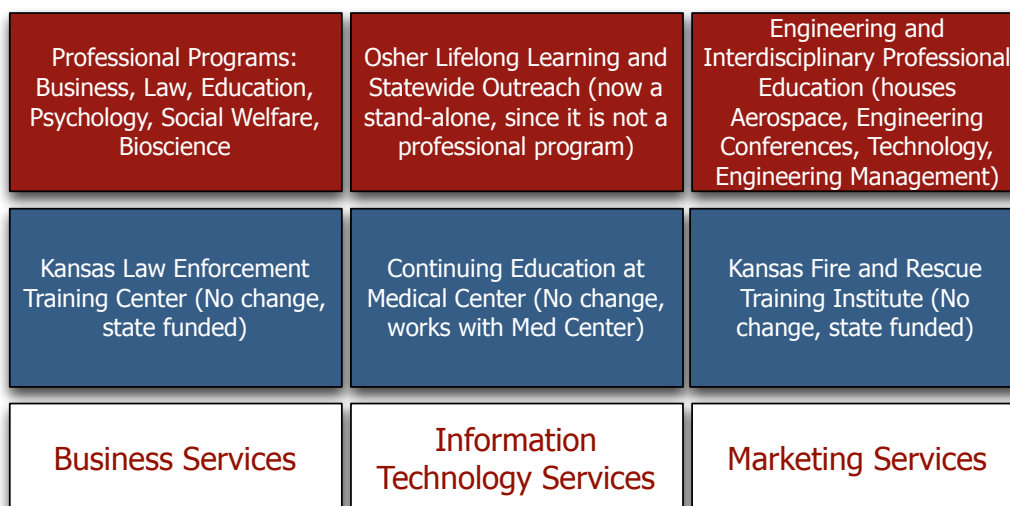 Professional Programs:
Business, Law, Education,
Psychology, Social Welfare,
Bioscience
Osher Lifelong Learning and
Statewide Outreach (now a
stand-alone, since it is not a
professional program)
Engineering and
Interdisciplinary Professional
Education (houses
Aerospace, Engineering
Conferences, Technology,
Engineering Management)
Kansas Law Enforcement
Training Center (No change,
state funded)
Continuing Education at
Medical Center (No change,
works with Med Center)
Kansas Fire and Rescue
Training Institute (No
change, state funded)
Business Services
Information
Technology Services
Marketing Services